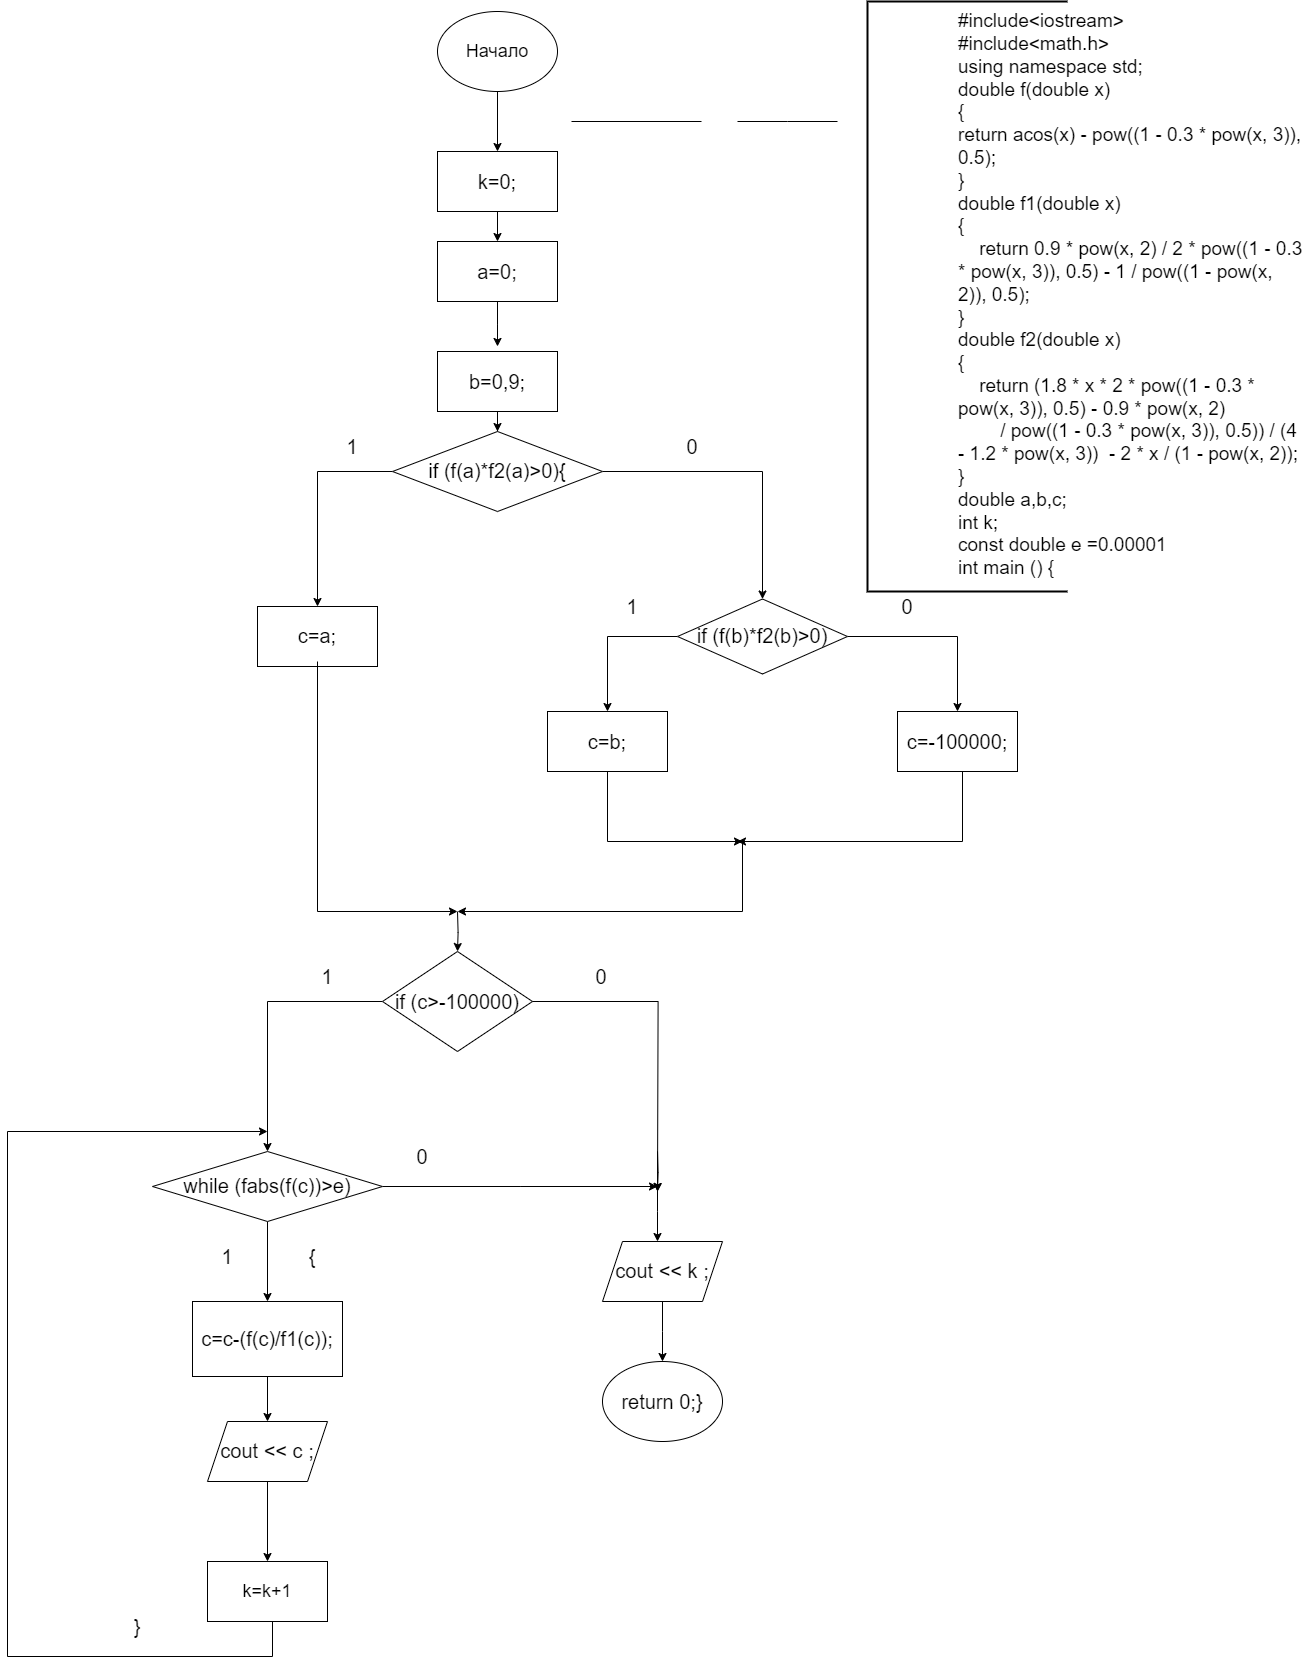 Начало
k=0;
a=0;
b=0,9;
1
0
if (f(a)*f2(a)>0){
c=a;
1
0
if (f(b)*f2(b)>0)
c=b;
c=-100000;
1
0
if (c>-100000)
0
while (fabs(f(c))>e)
1
{
c=c-(f(c)/f1(c));
cout << c ;
k=k+1
}
cout << k ;
return 0;}
#include<iostream>
#include<math.h>
using namespace std;
double f(double x)
{
return acos(x) - pow((1 - 0.3 * pow(x, 3)),
0.5);
}
double f1(double x)
{
return 0.9 * pow(x, 2) / 2 * pow((1 - 0.3
* pow(x, 3)), 0.5) - 1 / pow((1 - pow(x,
2)), 0.5);
}
double f2(double x)
{
return (1.8 * x * 2 * pow((1 - 0.3 *
pow(x, 3)), 0.5) - 0.9 * pow(x, 2)
/ pow((1 - 0.3 * pow(x, 3)), 0.5)) / (4
- 1.2 * pow(x, 3))  - 2 * x / (1 - pow(x, 2));
}
double a,b,c;
int k;
const double e =0.00001
int main () {